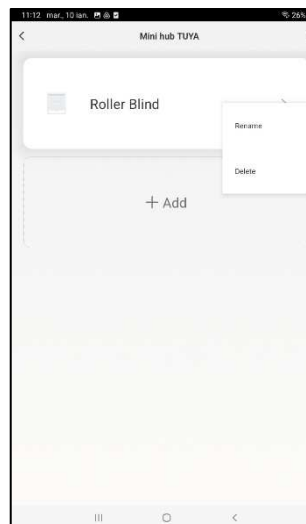 11:12 mar., 10 ian. 26%
Mini hub TUYA
Roller Blind
Rename
Delete
+ Add